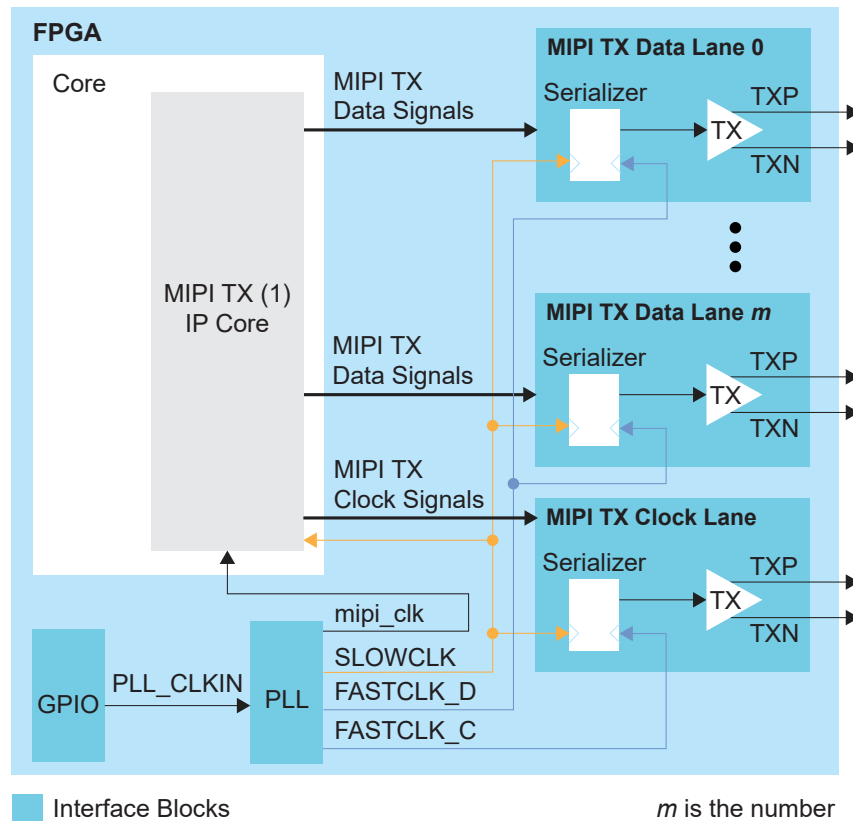 FPGA
Core
MIPI TX (1)
IP Core
MIPI TX
Data Signals
MIPI TX Data Lane 0
Serializer
TX
TXP
TXN
MIPI TX
Data Signals
MIPI TX Data Lane m
Serializer
TX
TXP
TXN
MIPI TX
Clock Signals
MIPI TX Clock Lane
Serializer
TX
TXP
TXN
mipi_clk
SLOWCLK
FASTCLK_D
FASTCLK_C
GPIO
PLL_CLKIN
PLL
Interface Blocks
m is the number